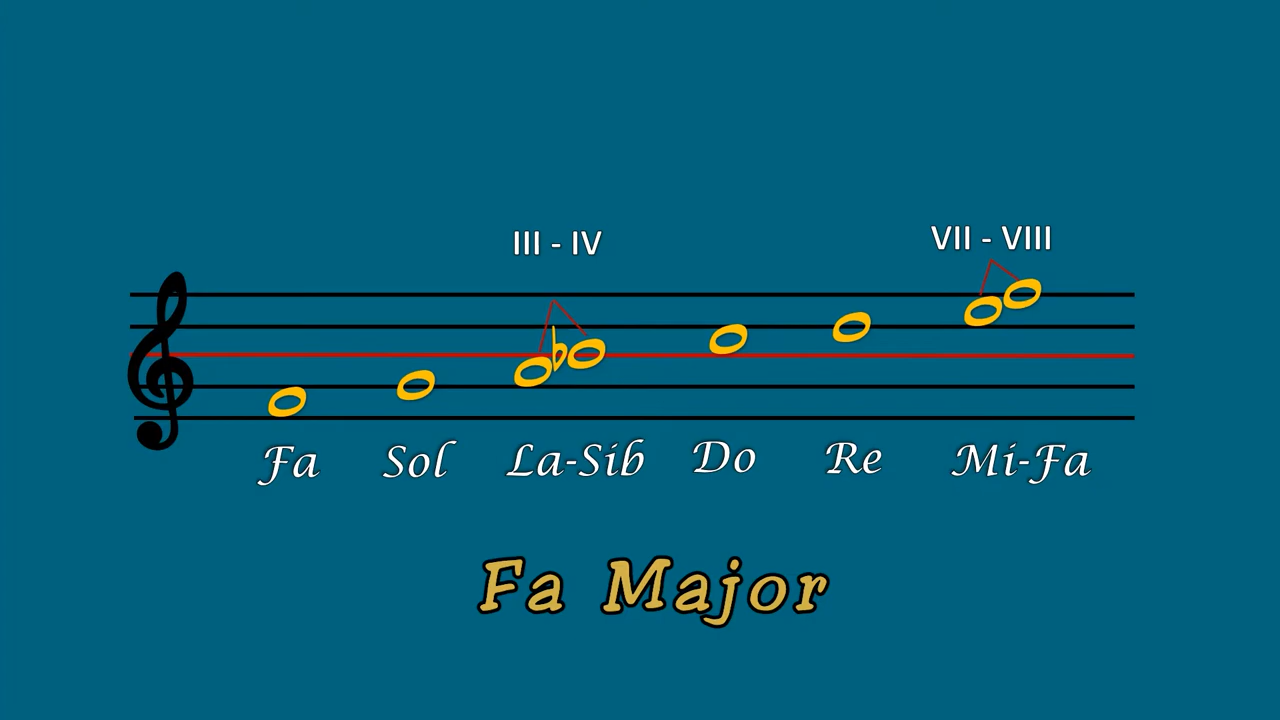 III - IV VII - VIII
Fa Sol La-Sib Do Re Mi-Fa
Fa Major